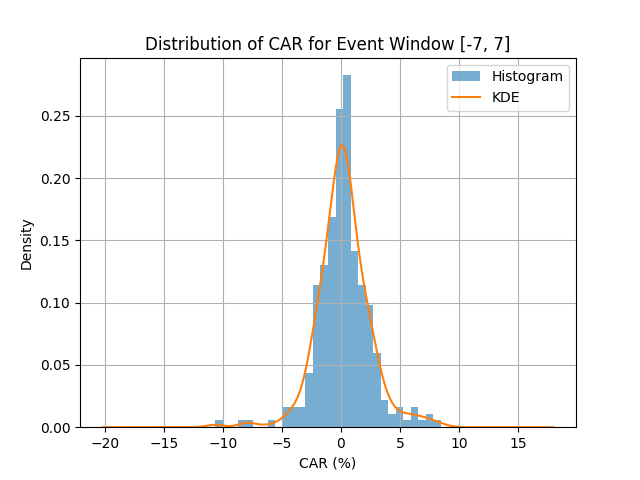 Distribution of CAR for Event Window [-7, 7]
Histogram
KDE
Density
0.25
0.20
0.15
0.10
0.05
0.00
−20 −15 −10 −5 0 5 10 15
CAR (%)